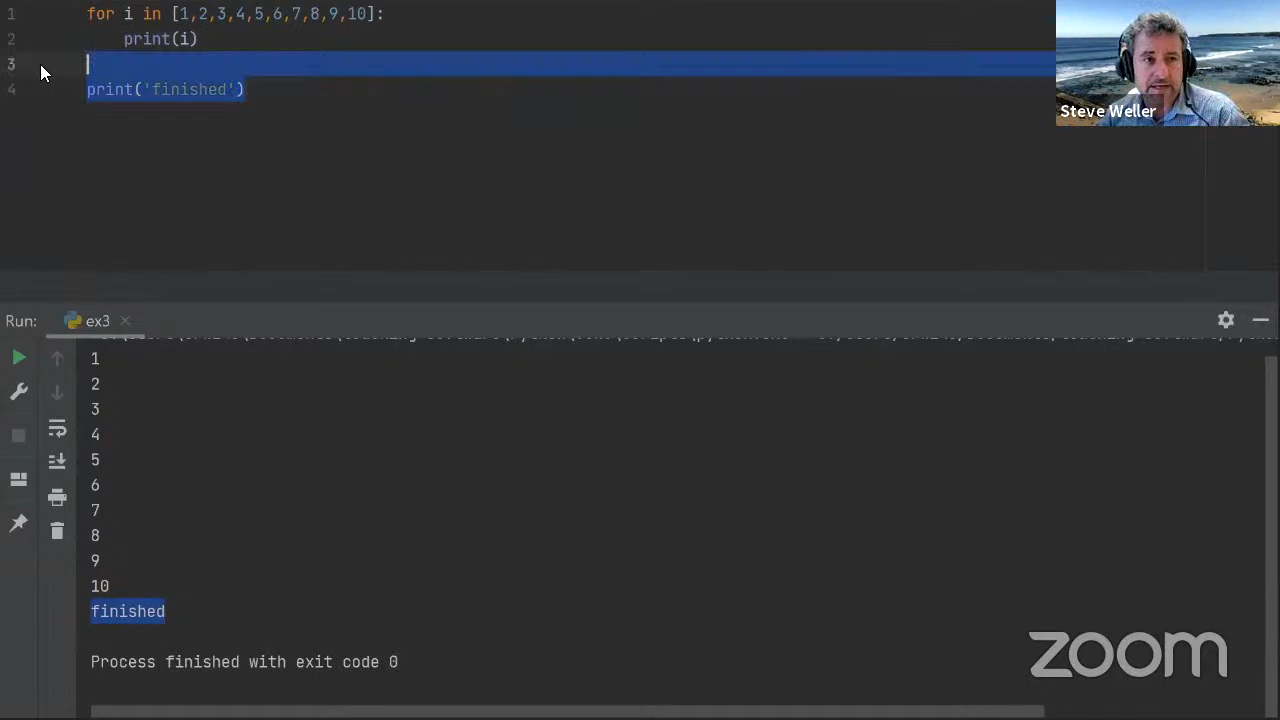 1 for i in [1,2,3,4,5,6,7,8,9,10]:
2 print(i)
3
4 print('finished')
Steve Weller
Run: ex3
1
2
3
4
5
6
7
8
9
10
finished
Process finished with exit code 0
zoom